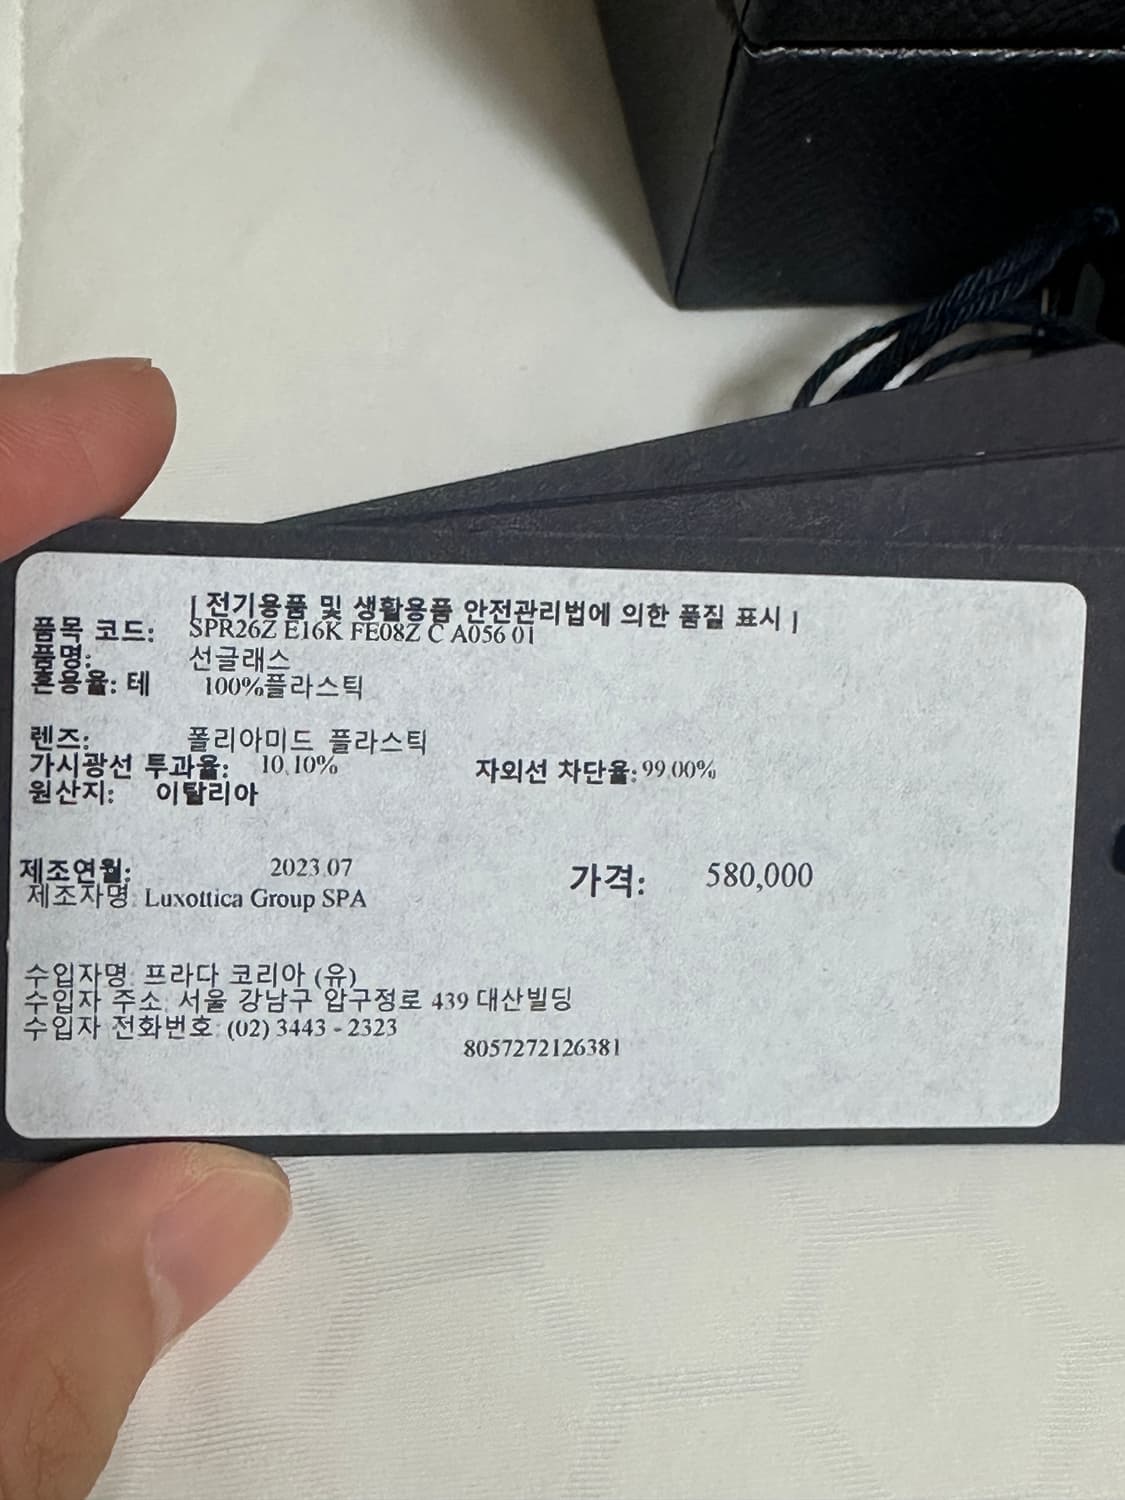 [ 전기용품 및 생활용품 안전관리법에 의한 품질 표시 ]
품목 코드: SPR26Z E16K FE08Z C A056 01
품명: 선글래스
혼용율: 테 100%플라스틱
렌즈: 폴리아미드 플라스틱
가시광선 투과율: 10.10% 자외선 차단율: 99.00%
원산지: 이탈리아
제조연월: 2023.07 가격: 580,000
제조자명: Luxottica Group SPA
수입자명: 프라다 코리아 (유)
수입자 주소: 서울 강남구 압구정로 439 대산빌딩
수입자 전화번호: (02) 3443 - 2323
8057272126381